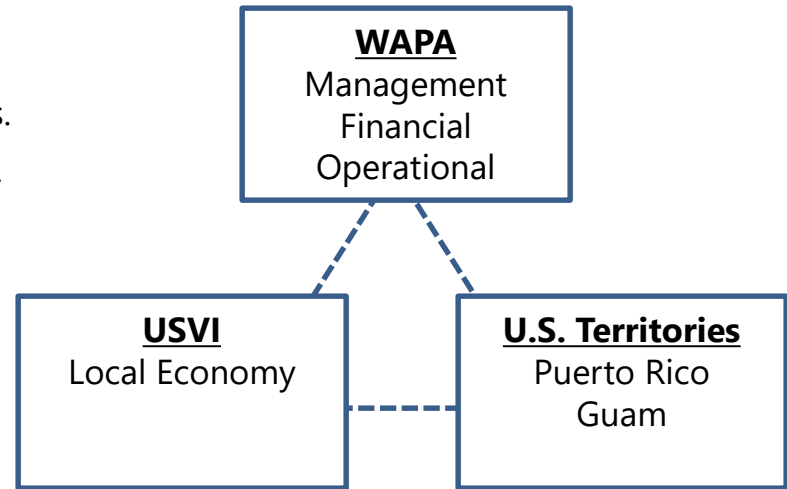 WAPA
Management
Financial
Operational
s.
USVI
Local Economy
U.S. Territories
Puerto Rico
Guam